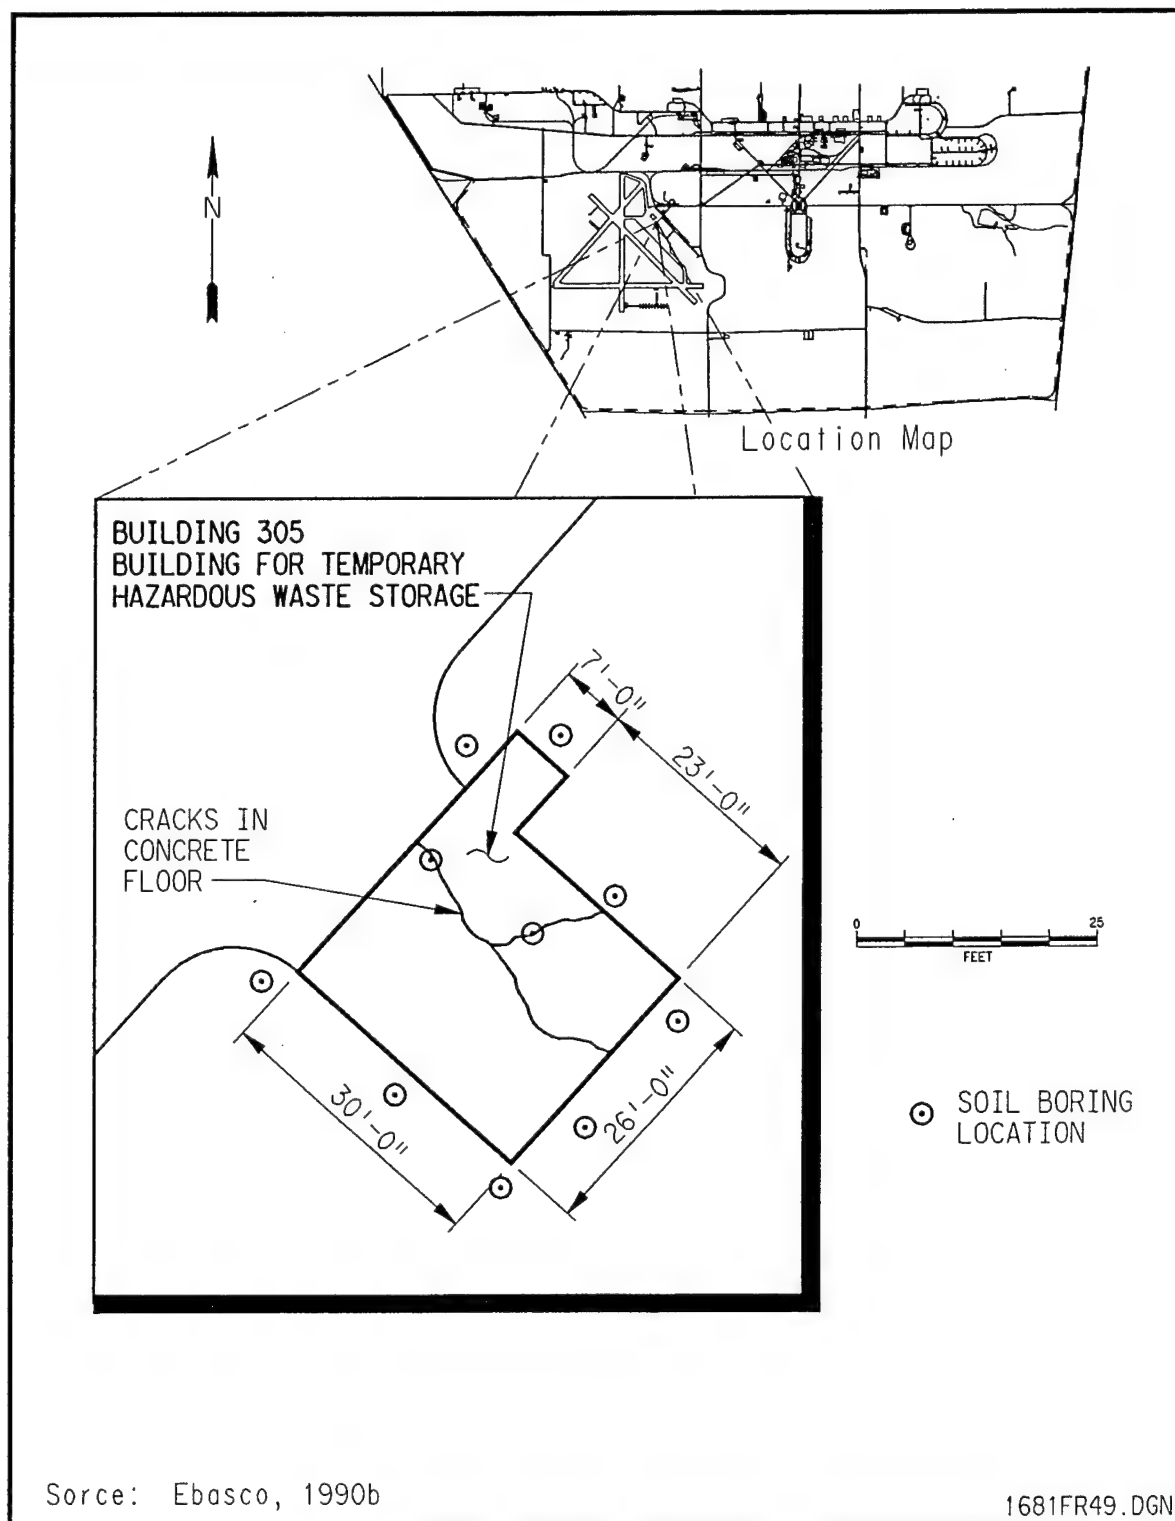 N
Location Map
BUILDING 305
BUILDING FOR TEMPORARY
HAZARDOUS WASTE STORAGE
7'-0"
23'-0"
CRACKS IN
CONCRETE
FLOOR
0 25
FEET
30'-0"
26'-0"
SOIL BORING
LOCATION
Sorce: Ebasco, 1990b
1681FR49.DGN